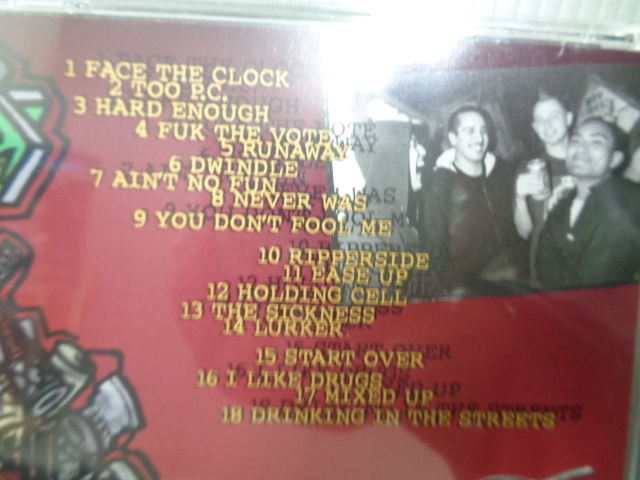 1 FACE THE CLOCK
2 TOO P.C.
3 HARD ENOUGH
4 FUK THE VOTE
5 RUNAWAY
6 DWINDLE
7 AIN'T NO FUN
8 NEVER WAS
9 YOU DON'T FOOL ME
10 RIPPERSIDE
11 EASE UP
12 HOLDING CELL
13 THE SICKNESS
14 LURKER
15 START OVER
16 I LIKE DRUGS
17 MIXED UP
18 DRINKING IN THE STREETS